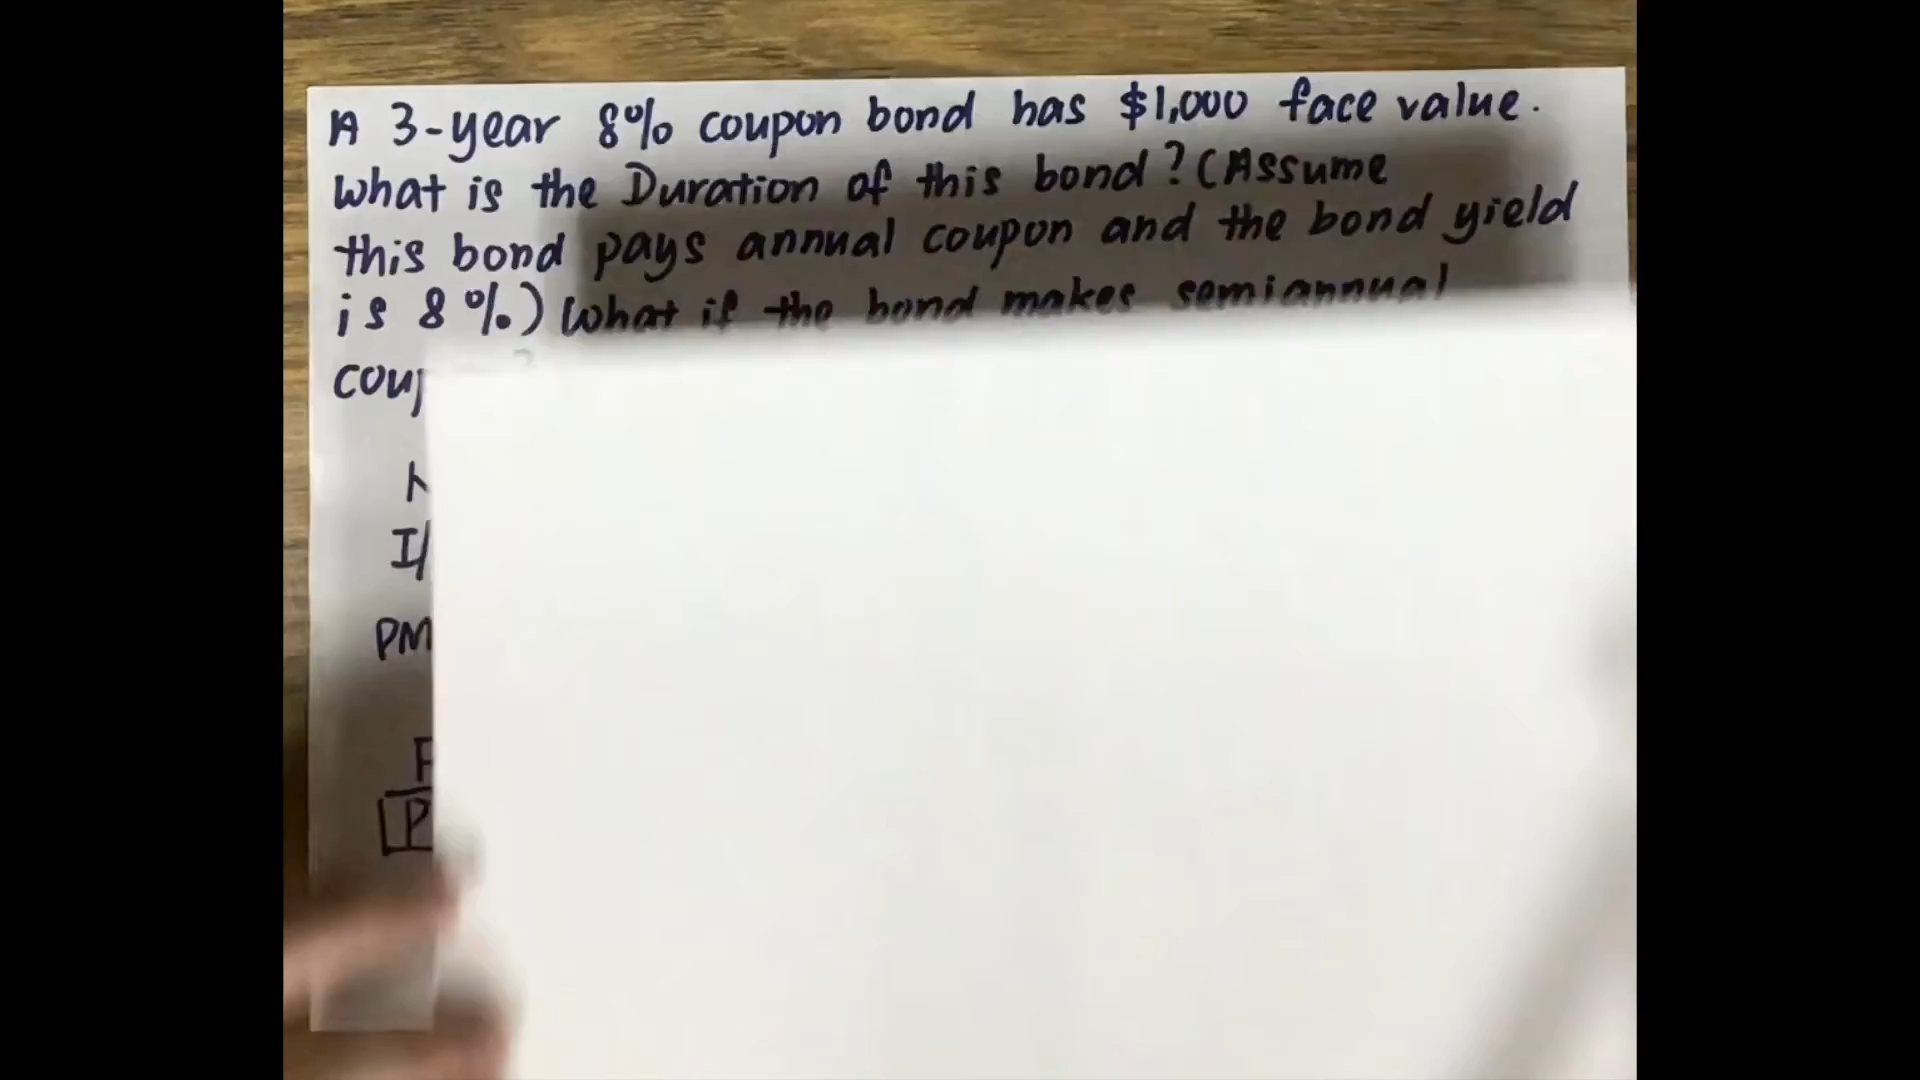 A 3-year 8% coupon bond has $1,000 face value.
What is the Duration of this bond? (Assume
this bond pays annual coupon and the bond yield
is 8%.) What if the bond makes semiannual
coup
I/
PM
F
P